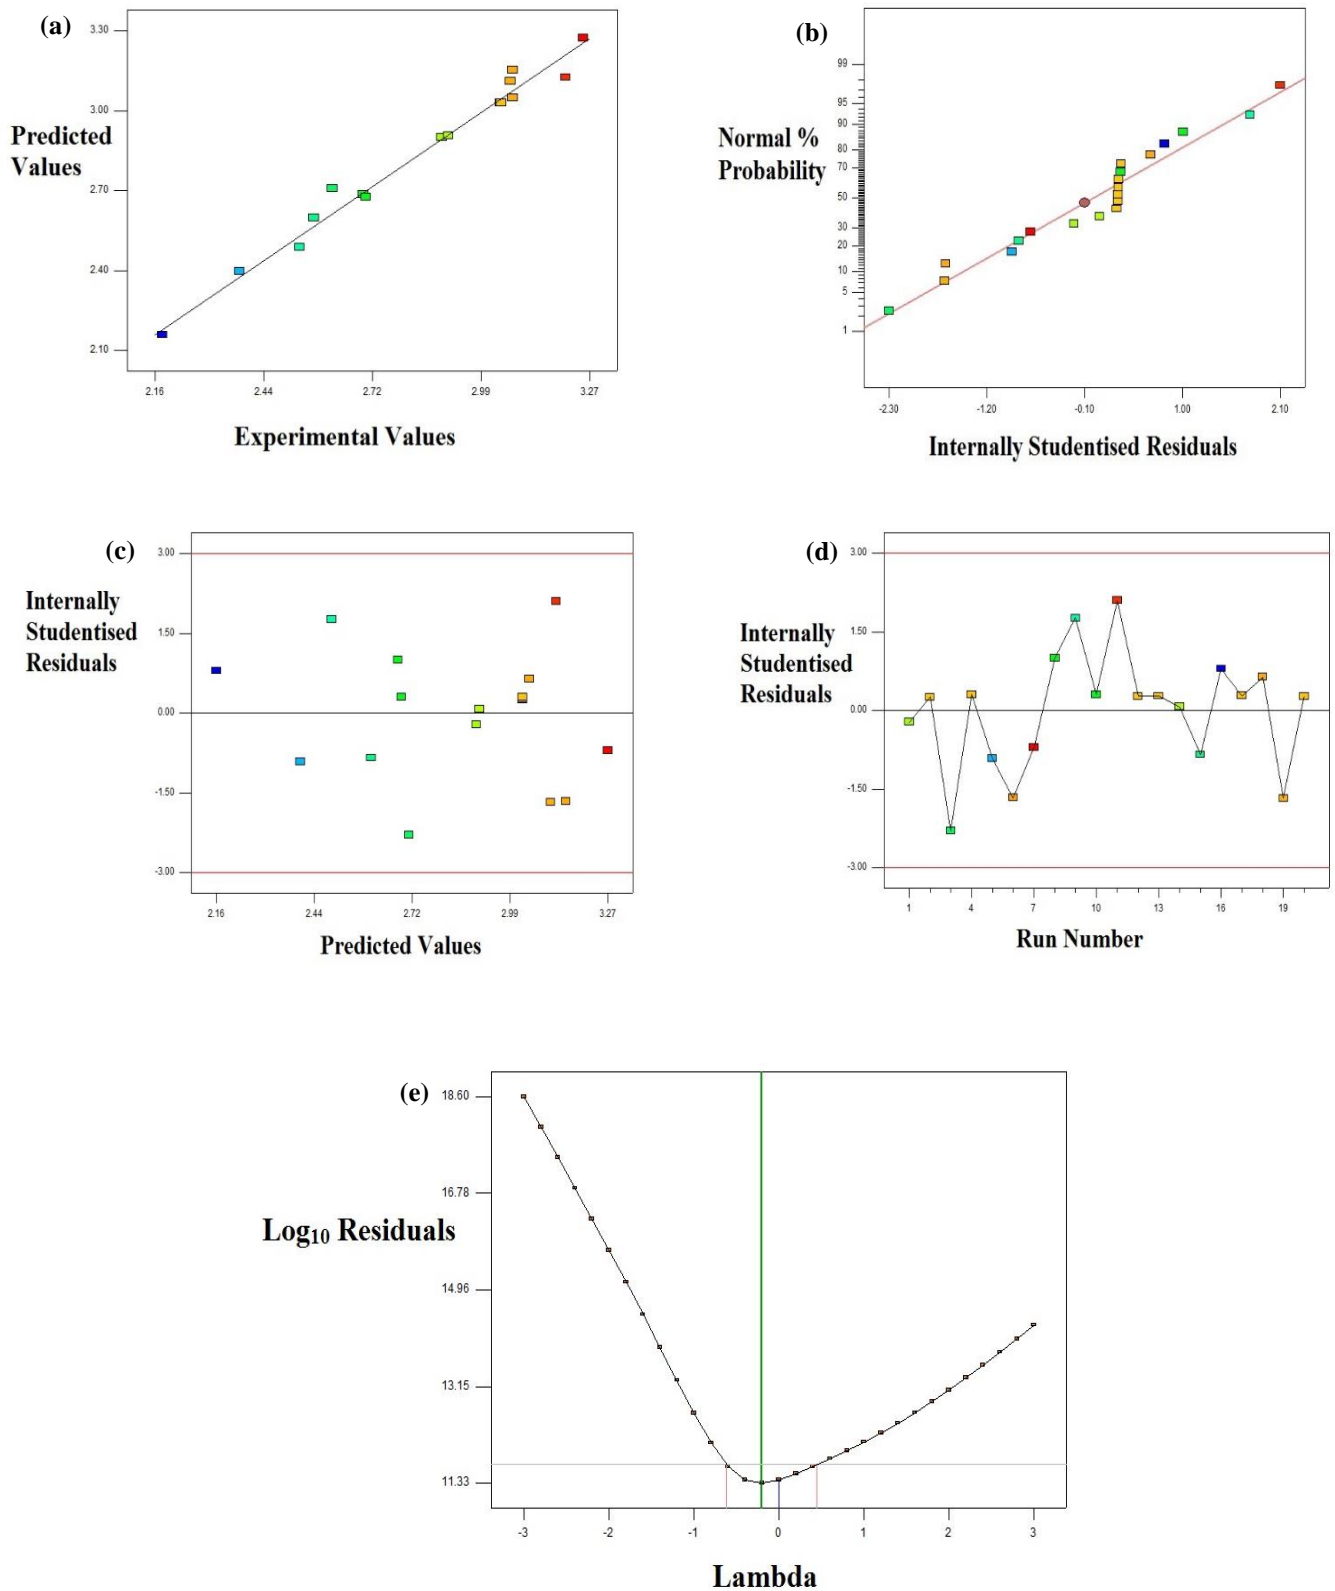 (a)
3.30
3.00
2.70
2.40
2.10
Predicted
Values
2.16 2.44 2.72 2.99 3.27
Experimental Values
(b)
99
95
90
80
70
50
30
20
10
5
1
Normal %
Probability
-2.30 -1.20 -0.10 1.00 2.10
Internally Studentised Residuals
(c)
3.00
1.50
0.00
-1.50
-3.00
Internally
Studentised
Residuals
2.16 2.44 2.72 2.99 3.27
Predicted Values
(d)
3.00
1.50
0.00
-1.50
-3.00
Internally
Studentised
Residuals
1 4 7 10 13 16 19
Run Number
(e)
18.60
16.78
14.96
13.15
11.33
Log₁₀ Residuals
-3 -2 -1 0 1 2 3
Lambda